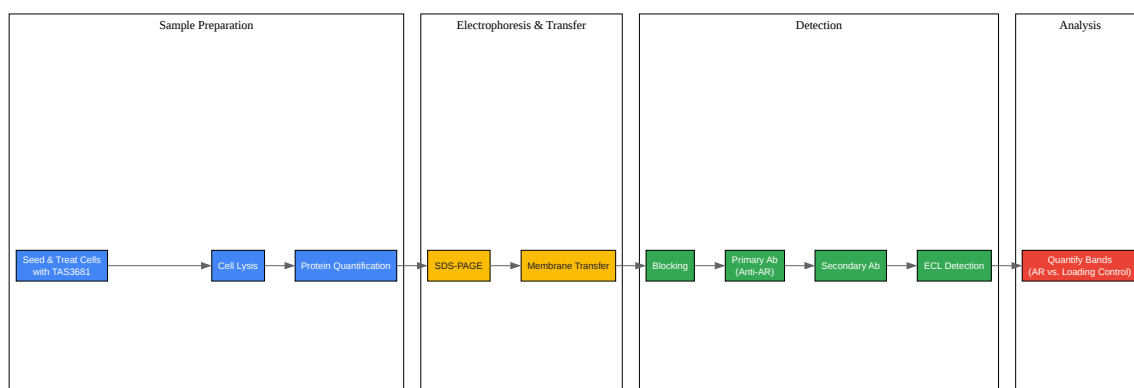 Sample Preparation
Electrophoresis & Transfer
Detection
Analysis
Seed & Treat Cells
with TAS3681
Cell Lysis
Protein Quantification
SDS-PAGE
Membrane Transfer
Blocking
Primary Ab
(Anti-AR)
Secondary Ab
ECL Detection
Quantify Bands
(AR vs. Loading Control)